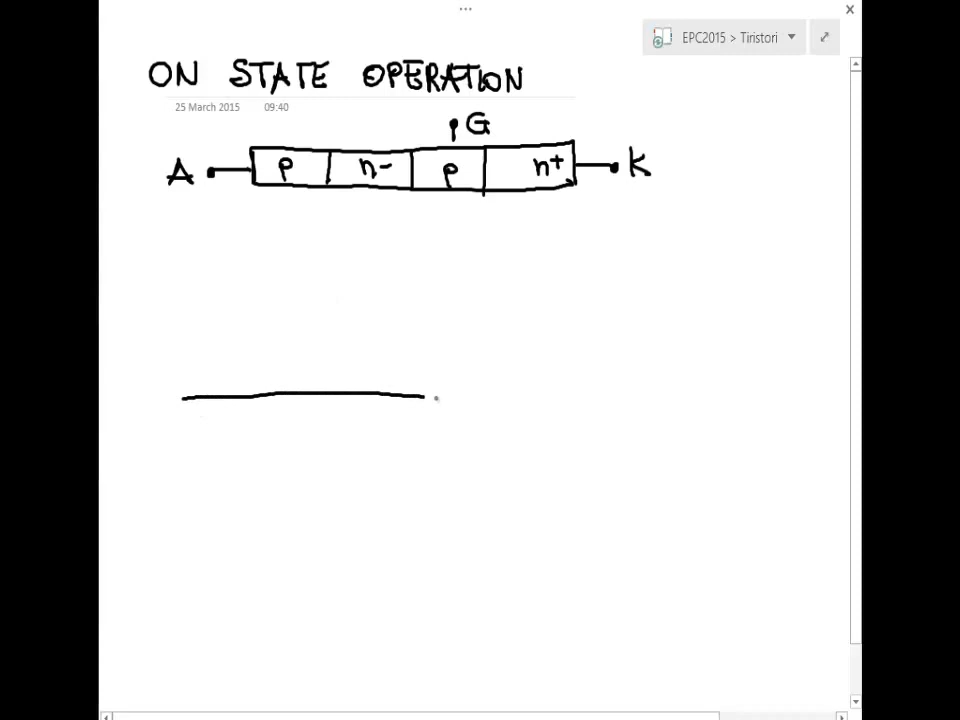 EPC2015 > Tiristori
ON STATE OPERATION
25 March 2015 09:40
G
A p n- p n+ K